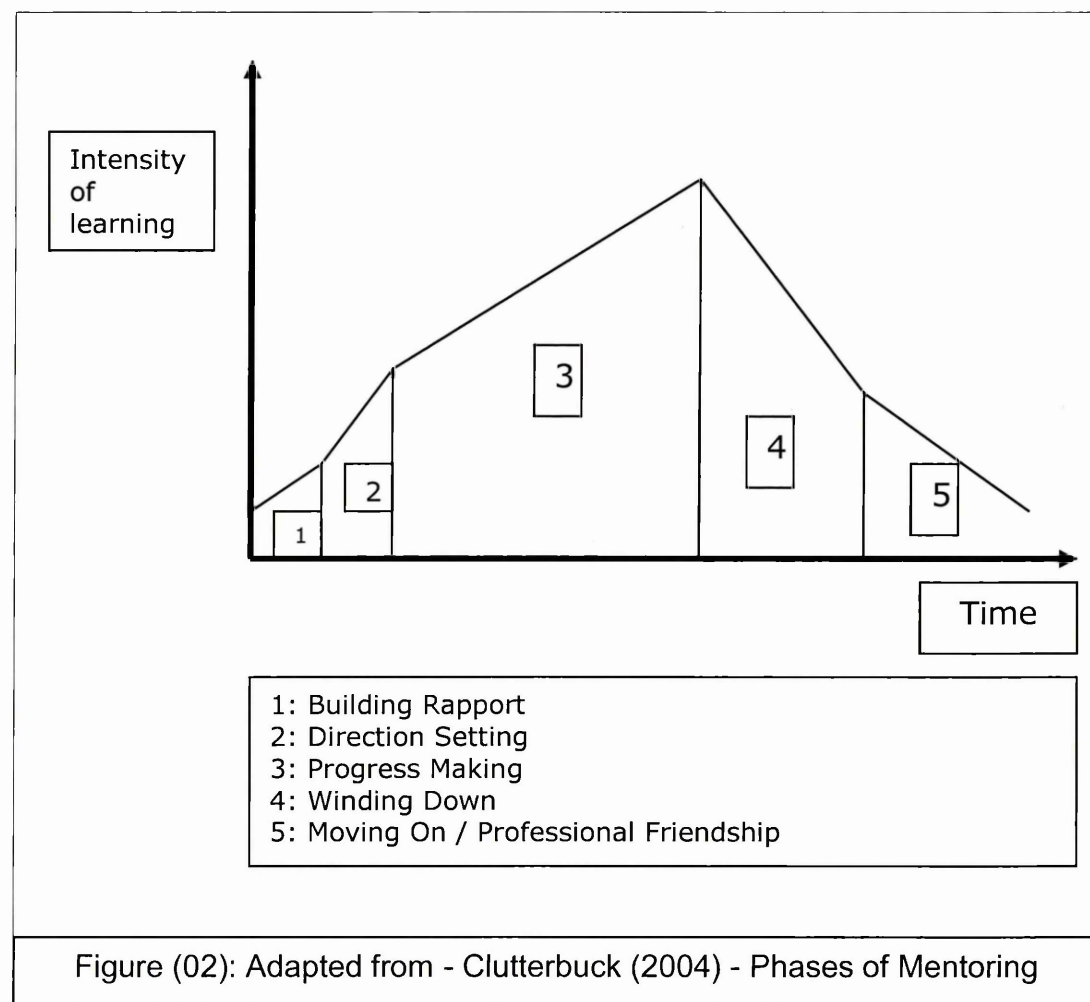 Intensity
of
learning
3
4
2
5
1
Time
1: Building Rapport
2: Direction Setting
3: Progress Making
4: Winding Down
5: Moving On / Professional Friendship
Figure (02): Adapted from - Clutterbuck (2004) - Phases of Mentoring